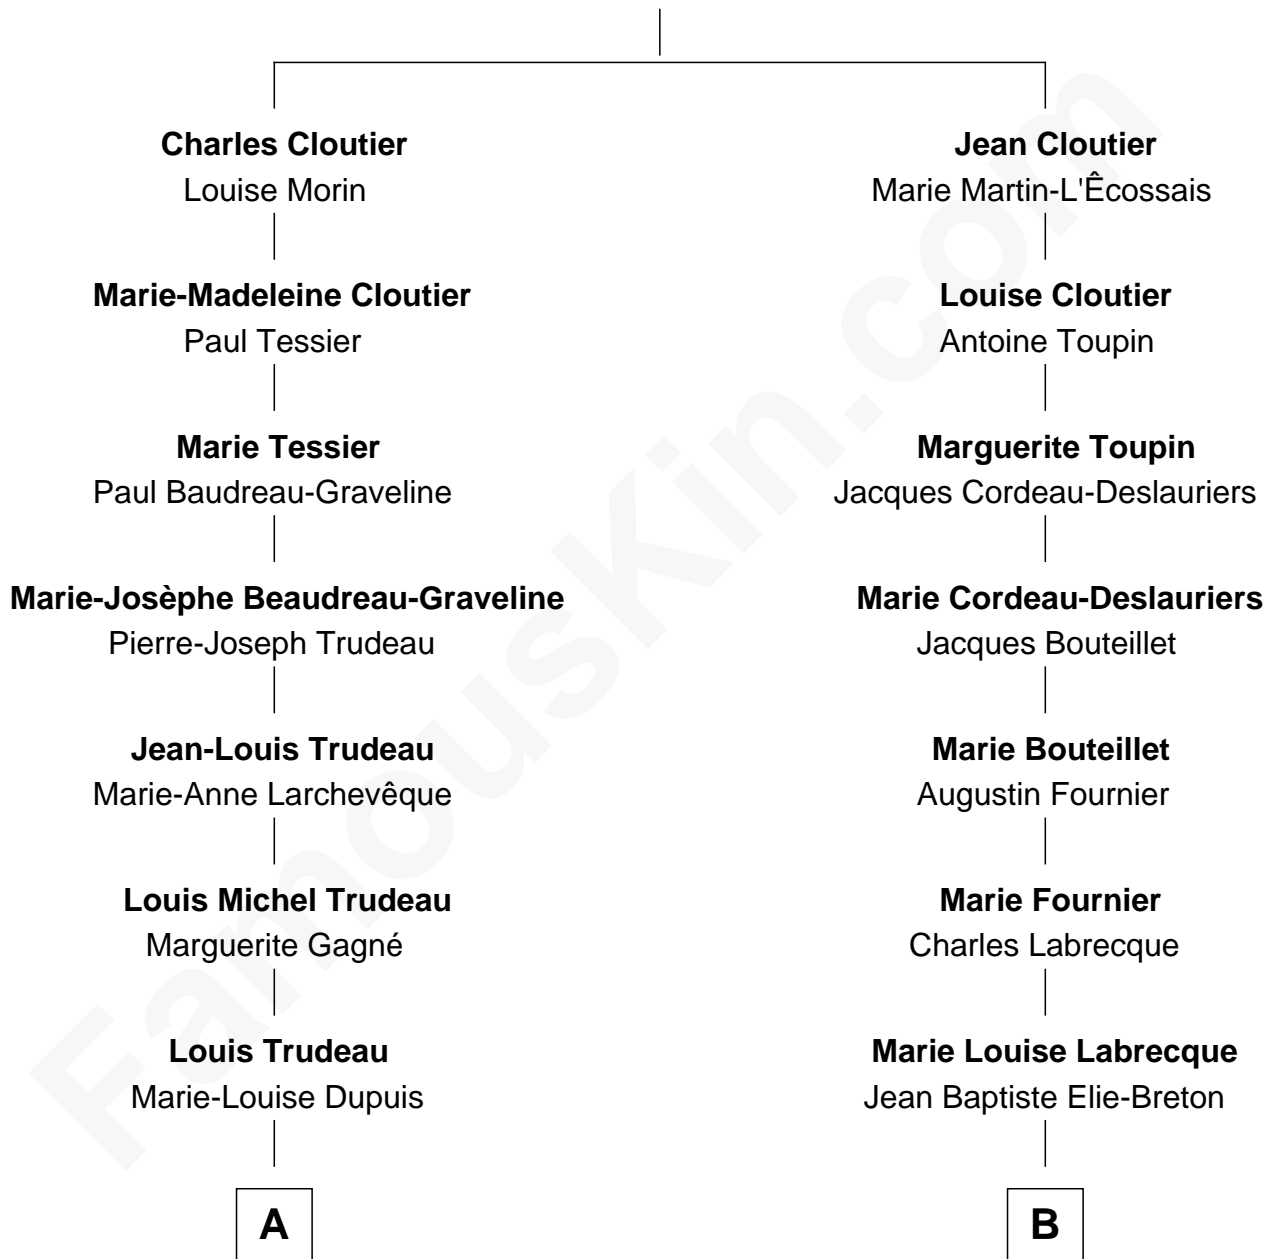 Charles Cloutier
Louise Morin
Marie-Madeleine Cloutier
Paul Tessier
Marie Tessier
Paul Baudreau-Graveline
Marie-Josèphe Beaudreau-Graveline
Pierre-Joseph Trudeau
Jean-Louis Trudeau
Marie-Anne Larchevêque
Louis Michel Trudeau
Marguerite Gagné
Louis Trudeau
Marie-Louise Dupuis
A
Jean Cloutier
Marie Martin-L'Êcossais
Louise Cloutier
Antoine Toupin
Marguerite Toupin
Jacques Cordeau-Deslauriers
Marie Cordeau-Deslauriers
Jacques Bouteillet
Marie Bouteillet
Augustin Fournier
Marie Fournier
Charles Labrecque
Marie Louise Labrecque
Jean Baptiste Elie-Breton
B
FamousKin.com